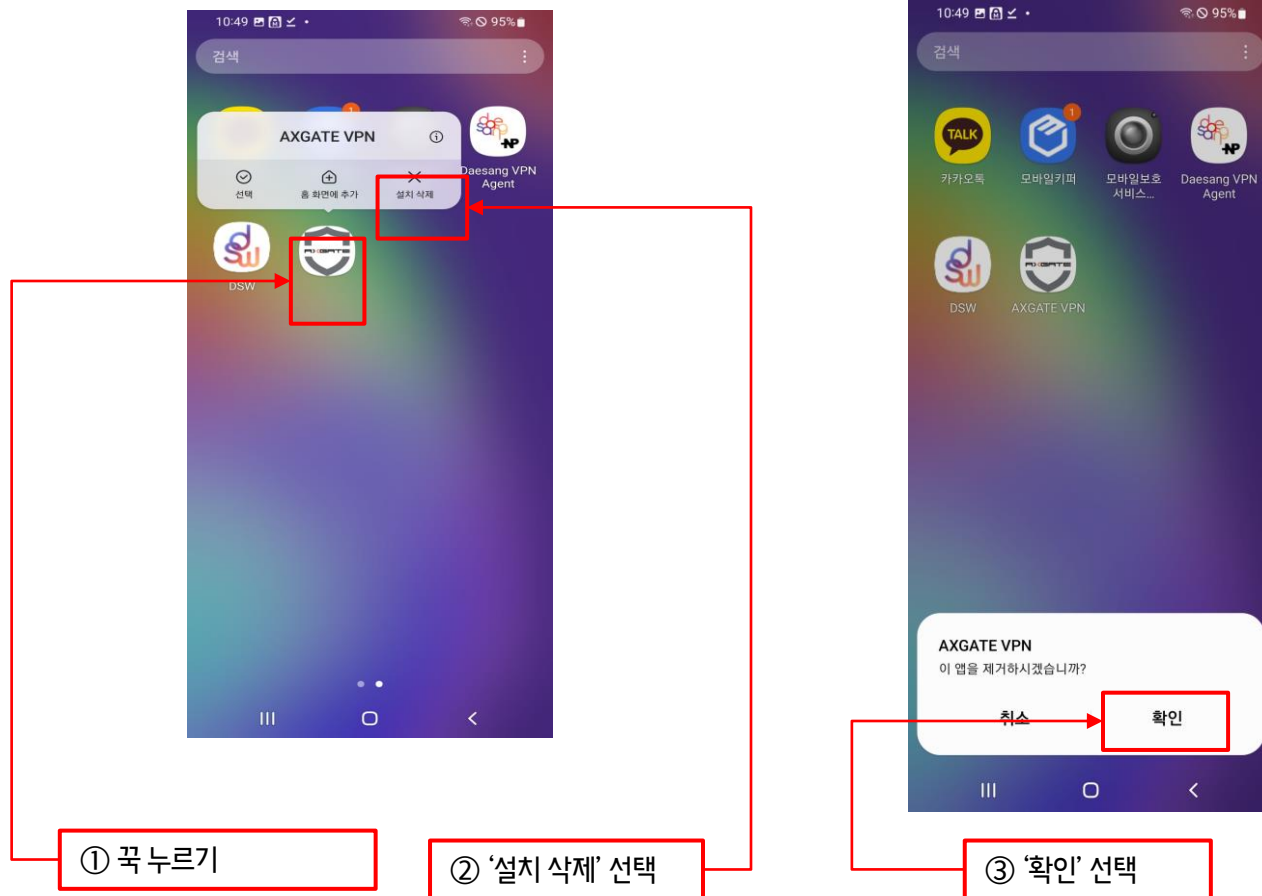 10:49
95%
검색
AXGATE VPN
선택
홈 화면에 추가
설치 삭제
Daesang VPN
Agent
DSW
AXGATE
① 꾹 누르기
② ‘설치 삭제’ 선택
10:49
95%
검색
TALK
1
카카오톡
모바일키퍼
모바일보호
서비스...
Daesang VPN
Agent
AXGATE
DSW
AXGATE VPN
AXGATE VPN
이 앱을 제거하시겠습니까?
취소
확인
③ ‘확인’ 선택